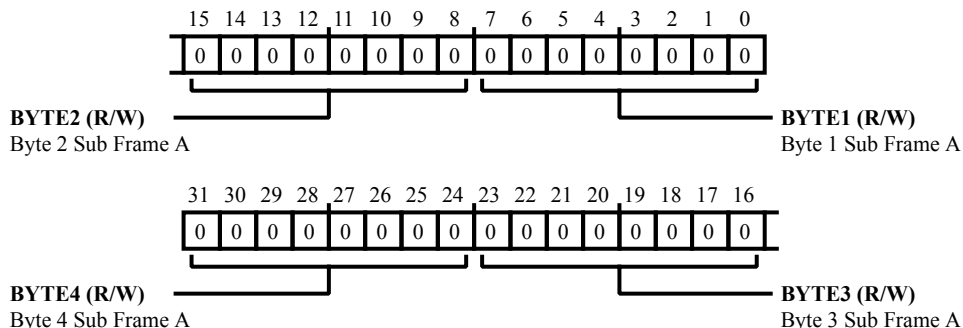 15 14 13 12 11 10 9 8 7 6 5 4 3 2 1 0
0 0 0 0 0 0 0 0 0 0 0 0 0 0 0 0
BYTE2 (R/W) BYTE1 (R/W)
Byte 2 Sub Frame A Byte 1 Sub Frame A
31 30 29 28 27 26 25 24 23 22 21 20 19 18 17 16
0 0 0 0 0 0 0 0 0 0 0 0 0 0 0 0
BYTE4 (R/W) BYTE3 (R/W)
Byte 4 Sub Frame A Byte 3 Sub Frame A